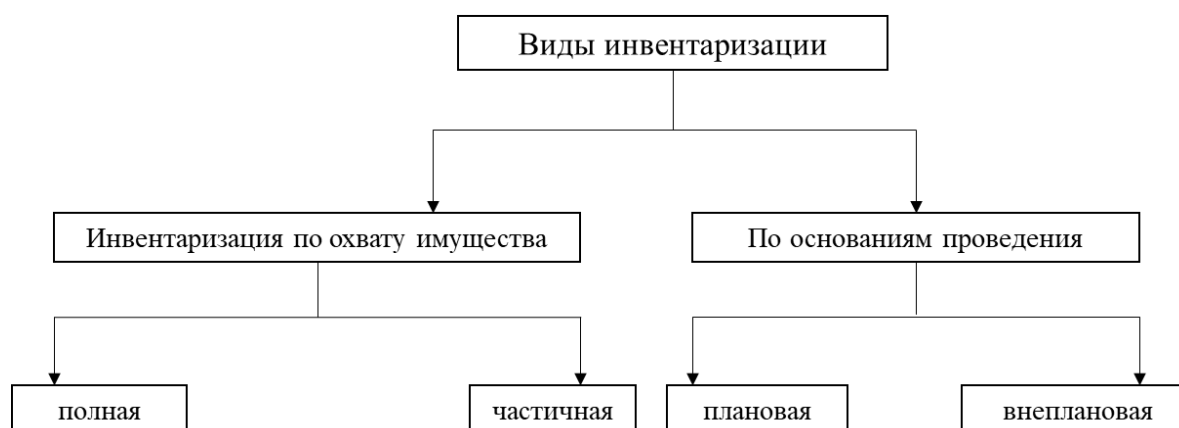 Виды инвентаризации
Инвентаризация по охвату имущества
По основаниям проведения
полная
частичная
плановая
внеплановая